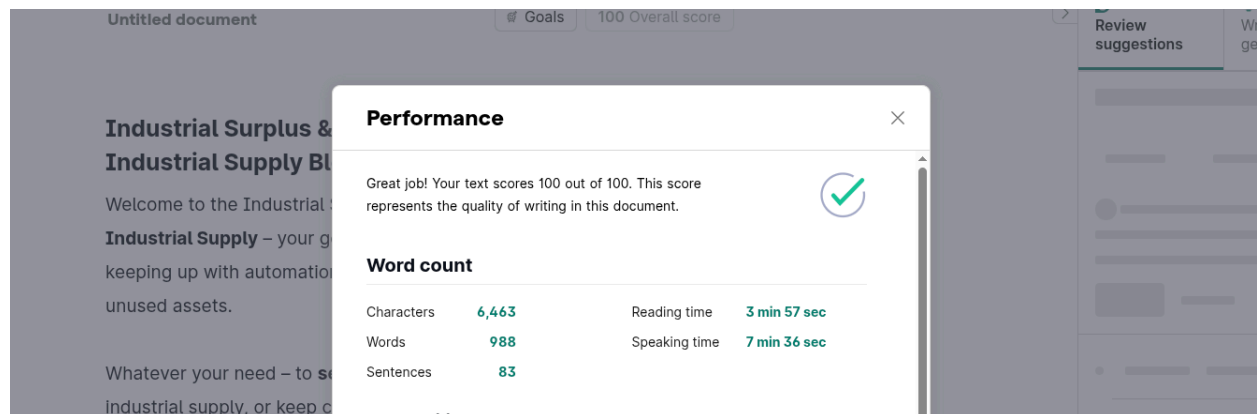 Untitled document
Goals
100 Overall score
Review
suggestions
Industrial Surplus &
Industrial Supply
Welcome to the Industrial
Industrial Supply – your
keeping up with
unused assets.
Whatever your need – to
industrial supply, or keep
Performance
Great job! Your text scores 100 out of 100. This score
represents the quality of writing in this document.
Word count
Characters 6,463
Reading time 3 min 57 sec
Words 988
Speaking time 7 min 36 sec
Sentences 83